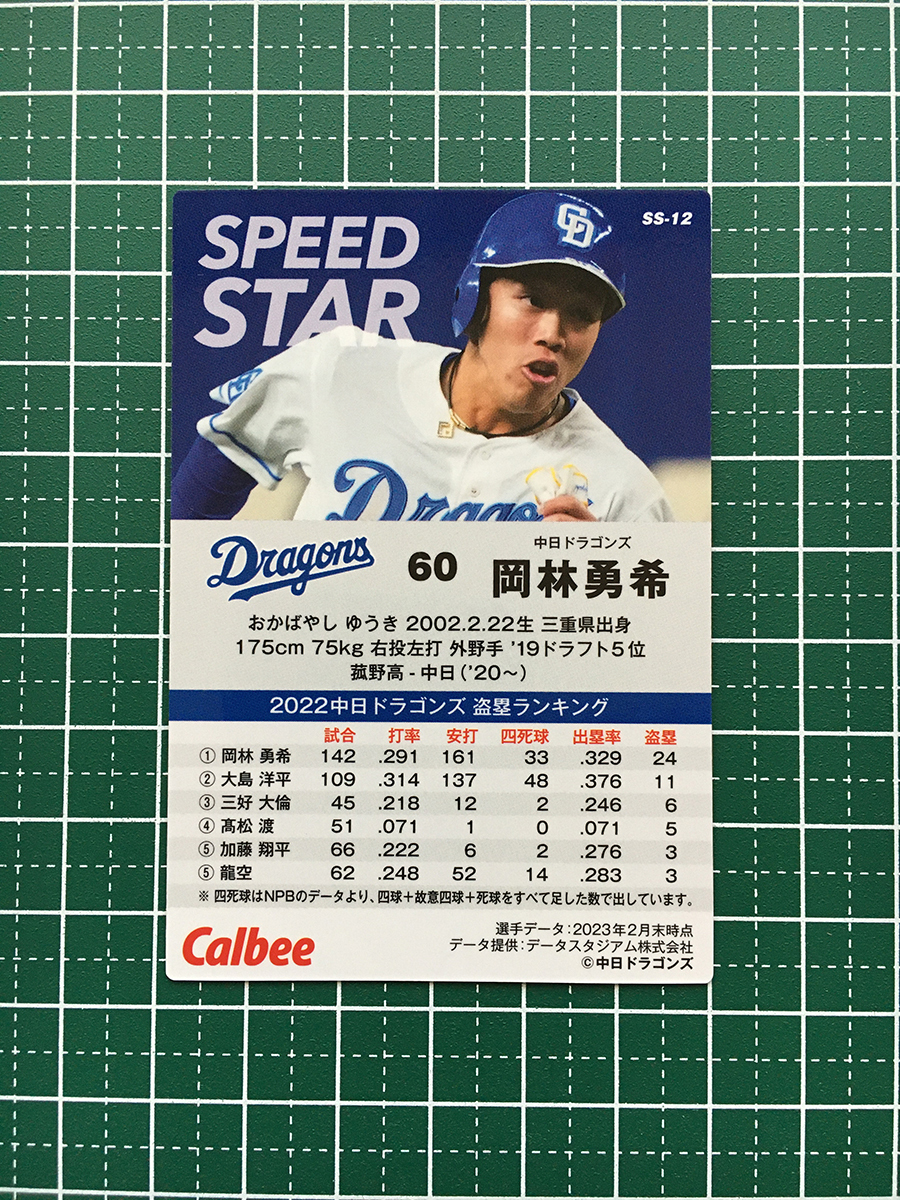 SPEED
STAR
SS-12
GD
Dragons
Dragons
60
中日ドラゴンズ
岡林勇希
おかばやし ゆうき 2002.2.22生 三重県出身
175cm 75kg 右投左打 外野手 '19ドラフト5位
菰野高 - 中日('20〜)
2022中日ドラゴンズ 盗塁ランキング
試合 打率 安打 四死球 出塁率 盗塁
① 岡林 勇希 142 .291 161 33 .329 24
② 大島 洋平 109 .314 137 48 .376 11
③ 三好 大倫 45 .218 12 2 .246 6
④ 髙松 渡 51 .071 1 0 .071 5
⑤ 加藤 翔平 66 .222 6 2 .276 3
⑤ 龍空 62 .248 52 14 .283 3
※ 四死球はNPBのデータより、四球＋故意四球＋死球をすべて足した数で出しています。
Calbee
選手データ：2023年2月末時点
データ提供：データスタジアム株式会社
©中日ドラゴンズ